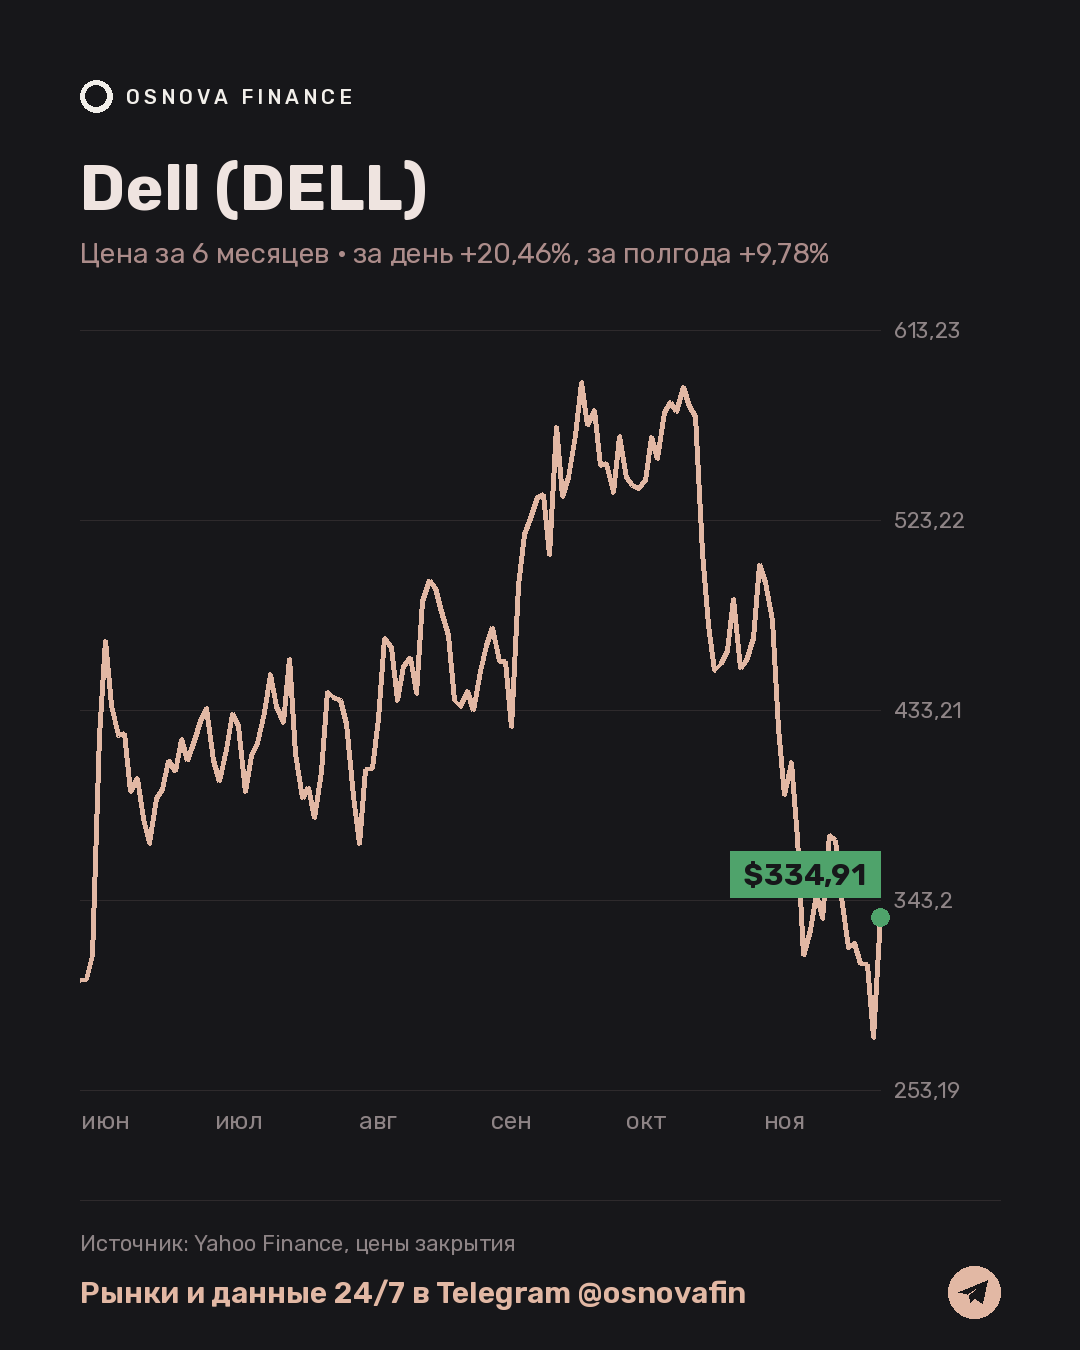 OSNOVA FINANCE
Dell (DELL)
Цена за 6 месяцев • за день +20,46%, за полгода +9,78%
613,23
523,22
433,21
$334,91
343,2
253,19
июн июл авг сен окт ноя
Источник: Yahoo Finance, цены закрытия
Рынки и данные 24/7 в Telegram @osnovafin